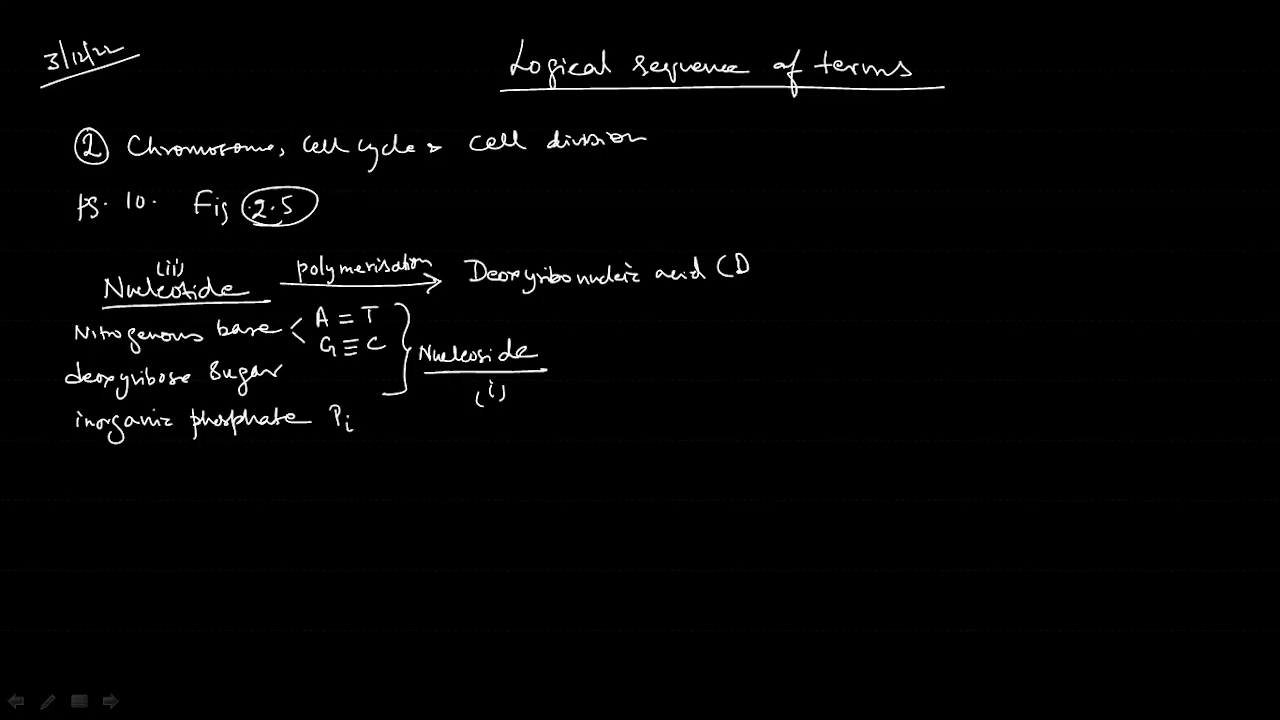 3/12/22
Logical sequence of terms
② Chromosome, Cell cycle & cell division
pg. 10. Fig 2.5
(ii)
Nucleotide polymerisation → Deoxyribonucleic acid (D
Nitrogenous base < A = T
G ≡ C
Nucleoside
deoxyribose Sugar
(i)
inorganic phosphate Pi